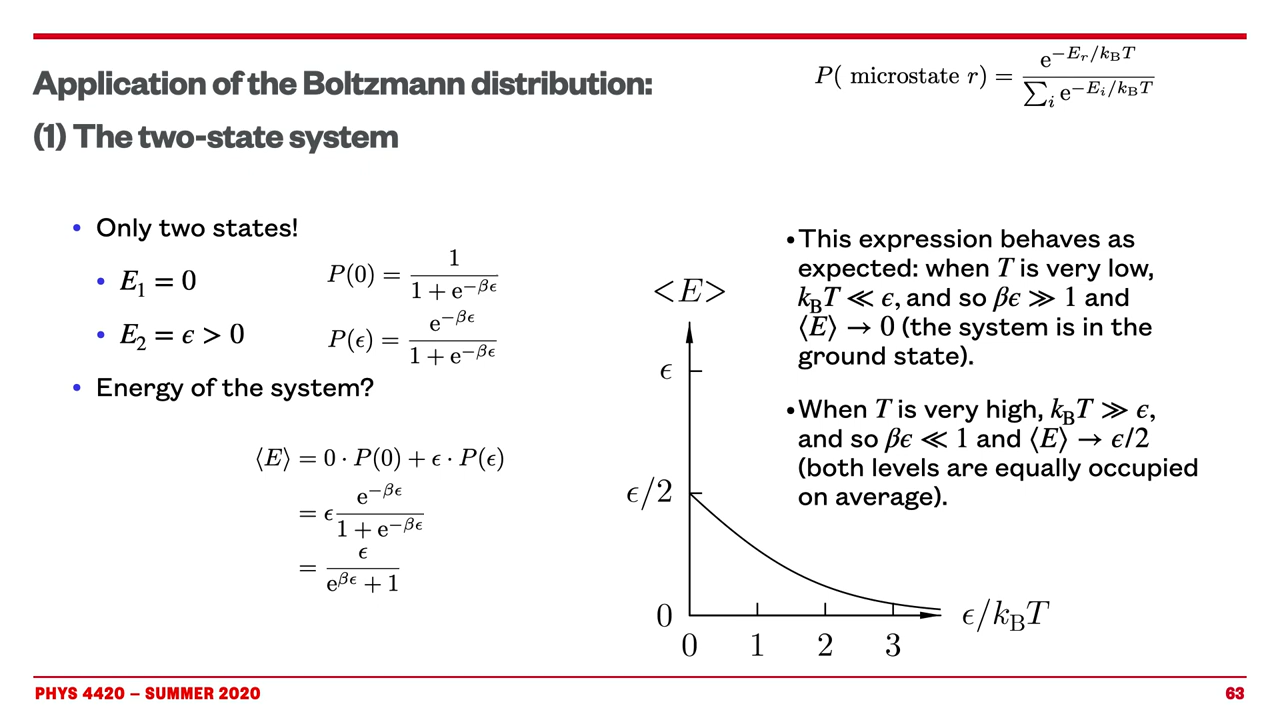 Application of the Boltzmann distribution:
(1) The two-state system
P( microstate r) = e^{−E_r/k_BT} / ∑_i e^{−E_i/k_BT}
• Only two states!
• E₁ = 0
P(0) = 1 / (1 + e^{−βϵ})
• E₂ = ϵ > 0
P(ϵ) = e^{−βϵ} / (1 + e^{−βϵ})
• Energy of the system?
⟨E⟩ = 0 · P(0) + ϵ · P(ϵ)
= ϵ e^{−βϵ} / (1 + e^{−βϵ})
= ϵ / (e^{βϵ} + 1)
<E>
ϵ
ϵ/2
0
0 1 2 3
ϵ/k_BT
•This expression behaves as
expected: when T is very low,
k_BT ≪ ϵ, and so βϵ ≫ 1 and
⟨E⟩ → 0 (the system is in the
ground state).
•When T is very high, k_BT ≫ ϵ,
and so βϵ ≪ 1 and ⟨E⟩ → ϵ/2
(both levels are equally occupied
on average).
PHYS 4420 – SUMMER 2020
63